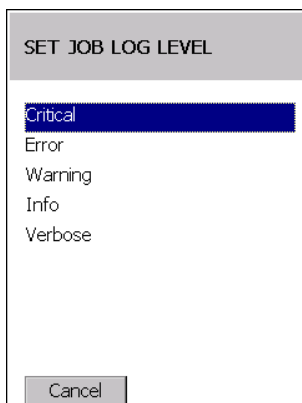 SET JOB LOG LEVEL
Critical
Error
Warning
Info
Verbose
Cancel